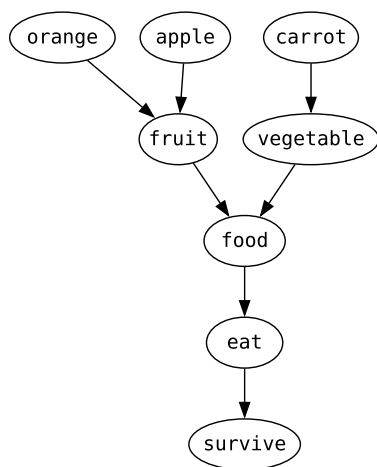 orange
apple
carrot
fruit
vegetable
food
eat
survive